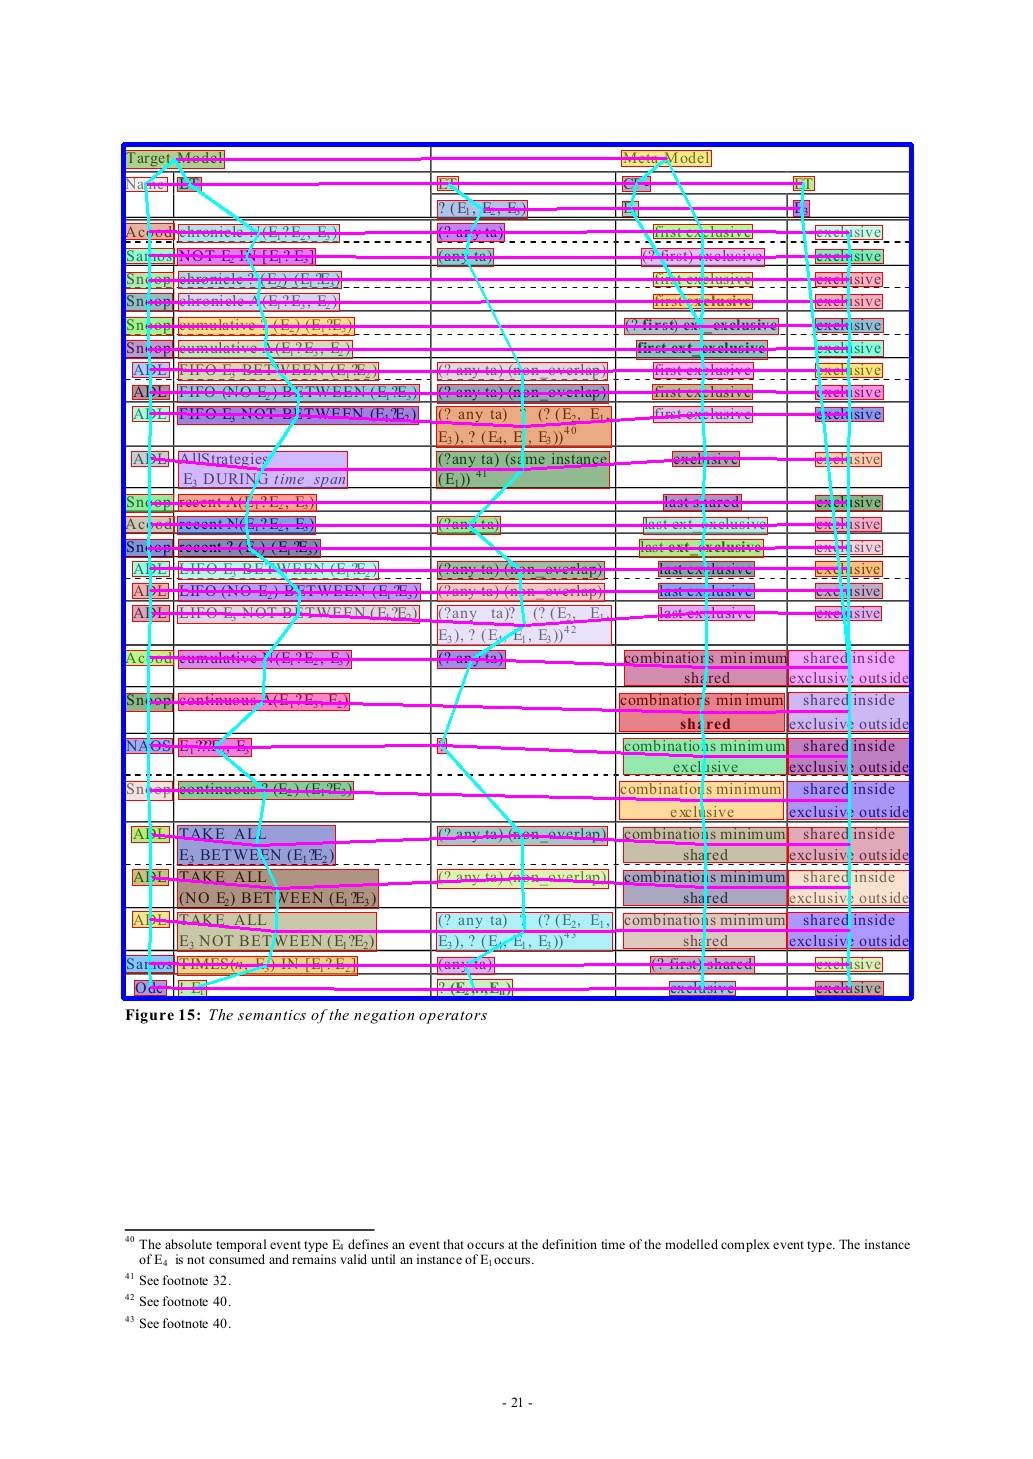 Target Model Meta Model
Name ET ET CP- ET
? (E1, E2, E3) E1 E3
Acood chronicle N(E1?E2, E3) (? any ta) first exclusive exclusive
Samos NOT E2 IN [E1? E3] (any ta) (? first) exclusive exclusive
Snoop chronicle ? (E2) (E1?E3) first exclusive exclusive
Snoop chronicle A(E1?E3, E2) first exclusive exclusive
Snoop cumulative ? (E2) (E1?E3) (? first) ext_exclusive exclusive
Snoop cumulative A(E1?E3, E2) first ext_exclusive exclusive
ADL FIFO E3 BETWEEN (E1?E2) (? any ta) (non_overlap) first exclusive exclusive
ADL FIFO (NO E2) BETWEEN (E1?E3) (? any ta) (non_overlap) first exclusive exclusive
ADL FIFO E3 NOT BETWEEN (E1?E2) (? any ta) ? (? (E2, E1, first exclusive exclusive
E3), ? (E4, E1, E3))40
ADL AllStrategies (?any ta) (same instance exclusive exclusive
E3 DURING time_span (E1)) 41
Snoop recent A(E1?E2, E3) last shared exclusive
Acood recent N(E1?E2, E3) (?any ta) last ext_exclusive exclusive
Snoop recent ? (E2) (E1?E3) last ext_exclusive exclusive
ADL LIFO E3 BETWEEN (E1?E2) (?any ta) (non_overlap) last exclusive exclusive
ADL LIFO (NO E2) BETWEEN (E1?E3) (?any ta) (non_overlap) last exclusive exclusive
ADL LIFO E3 NOT BETWEEN (E1?E2) (?any ta)? (? (E2, E1, last exclusive exclusive
E3), ? (E4, E1, E3))42
Acood cumulative N(E1?E2, E3) (? any ta) combinations minimum shared inside
shared exclusive outside
Snoop continuous A(E1?E3, E2) combinations minimum shared inside
shared exclusive outside
NAOS combinations minimum shared inside
exclusive exclusive outside
Snoop continuous ? (E2) (E1?E3) combinations minimum shared inside
exclusive exclusive outside
ADL TAKE ALL (? any ta) (non_overlap) combinations minimum shared inside
E3 BETWEEN (E1?E2) shared exclusive outside
ADL TAKE ALL (? any ta) (non_overlap) combinations minimum shared inside
(NO E2) BETWEEN (E1?E3) shared exclusive outside
ADL TAKE ALL (? any ta) ? (? (E2, E1, combinations minimum shared inside
E3 NOT BETWEEN (E1?E2) E3), ? (E4, E1, E3))43 shared exclusive outside
Samos TIMES(n, E3) IN [E1?E2] (any ta) (? first) shared exclusive
Ode ? E1 ? (E2,..,En) exclusive exclusive
Figure 15: The semantics of the negation operators
40 The absolute temporal event type E4 defines an event that occurs at the definition time of the modelled complex event type. The instance
of E4 is not consumed and remains valid until an instance of E1 occurs.
41 See footnote 32.
42 See footnote 40.
43 See footnote 40.
- 21 -